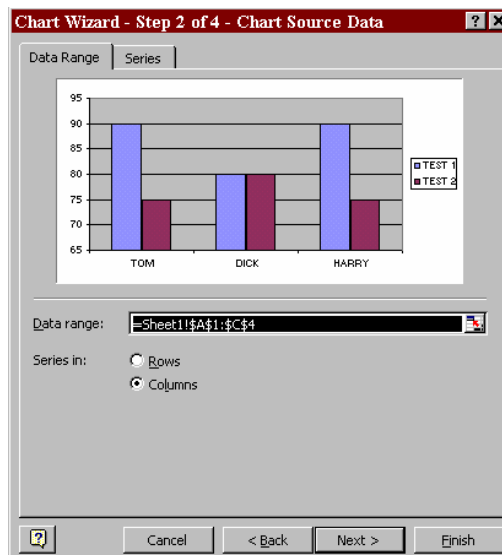 Chart Wizard - Step 2 of 4 - Chart Source Data
Data Range Series
95
90
85
80
75
70
65
TOM DICK HARRY
TEST 1
TEST 2
Data range: =Sheet1!$A$1:$C$4
Series in: Rows
Columns
Cancel < Back Next > Finish